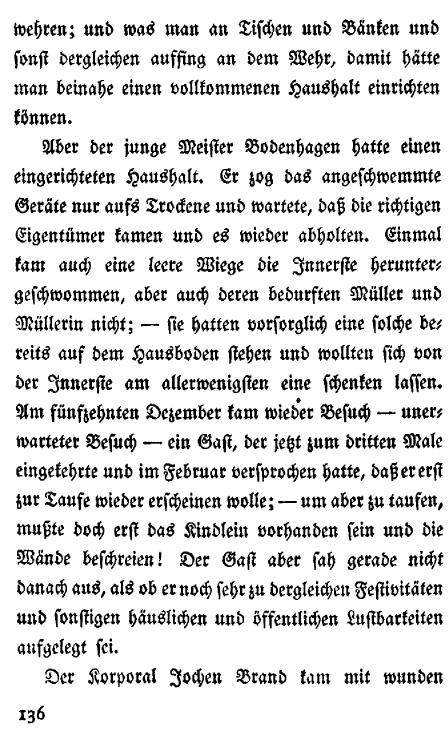 wehren; und was man an Tischen und Bänken und
sonst dergleichen auffing an dem Wehr, damit hätte
man beinahe einen vollkommenen Haushalt einrichten
können.
Aber der junge Meister Bodenhagen hatte einen
eingerichteten Haushalt. Er zog das angeschwemmte
Geräte nur aufs Trockene und wartete, daß die richtigen
Eigentümer kamen und es wieder abholten. Einmal
kam auch eine leere Wiege die Innerste herunter-
geschwommen, aber auch deren bedurften Müller und
Müllerin nicht; — sie hatten vorsorglich eine solche be-
reits auf dem Hausboden stehen und wollten sich von
der Innerste am allerwenigsten eine schenken lassen.
Am fünfzehnten Dezember kam wieder Besuch — uner-
warteter Besuch — ein Gast, der jetzt zum dritten Male
eingekehrte und im Februar versprochen hatte, daß er erst
zur Taufe wieder erscheinen wolle; — um aber zu taufen,
mußte doch erst das Kindlein vorhanden sein und die
Wände beschreien! Der Gast aber sah gerade nicht
danach aus, als ob er noch sehr zu dergleichen Festivitäten
und sonstigen häuslichen und öffentlichen Lustbarkeiten
aufgelegt sei.
Der Korporal Jochen Brand kam mit wunden
136